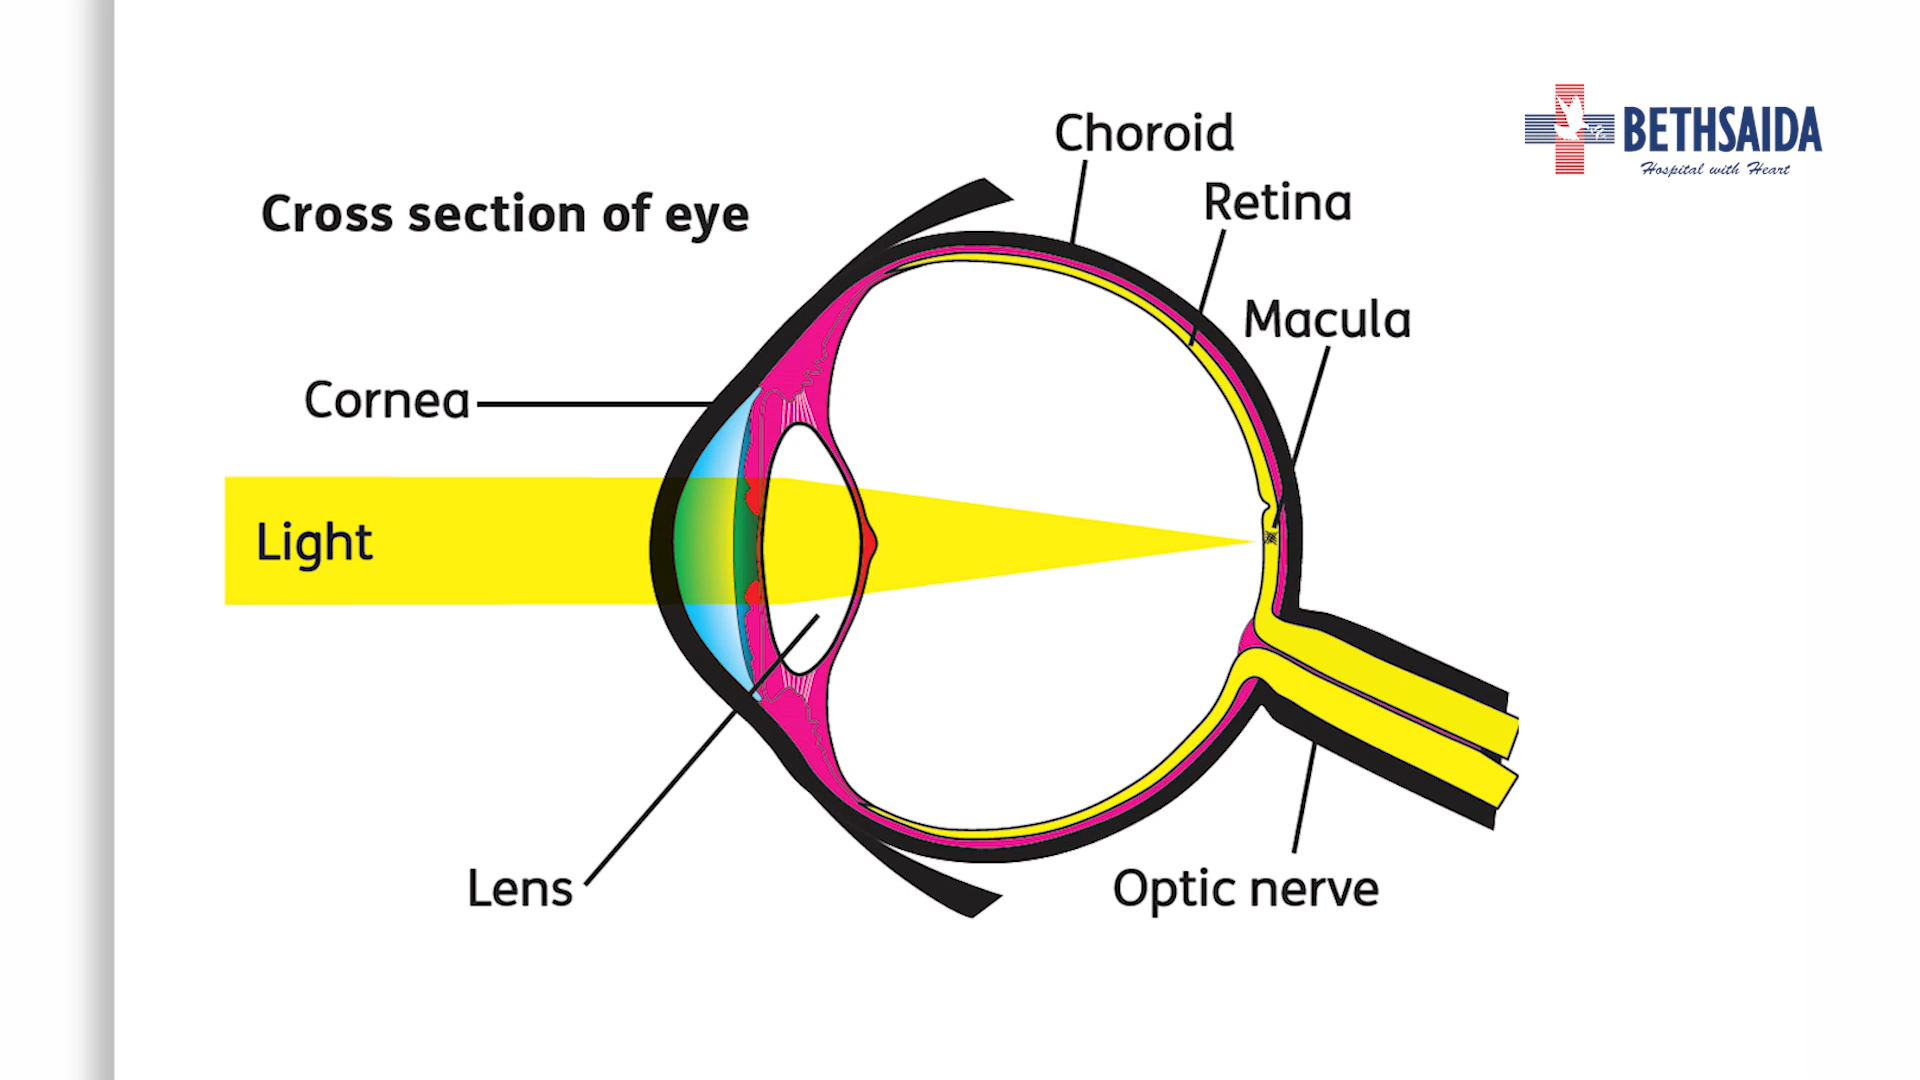 BETHSAIDA
Hospital with Heart
Cross section of eye
Choroid
Retina
Macula
Cornea
Light
Lens
Optic nerve